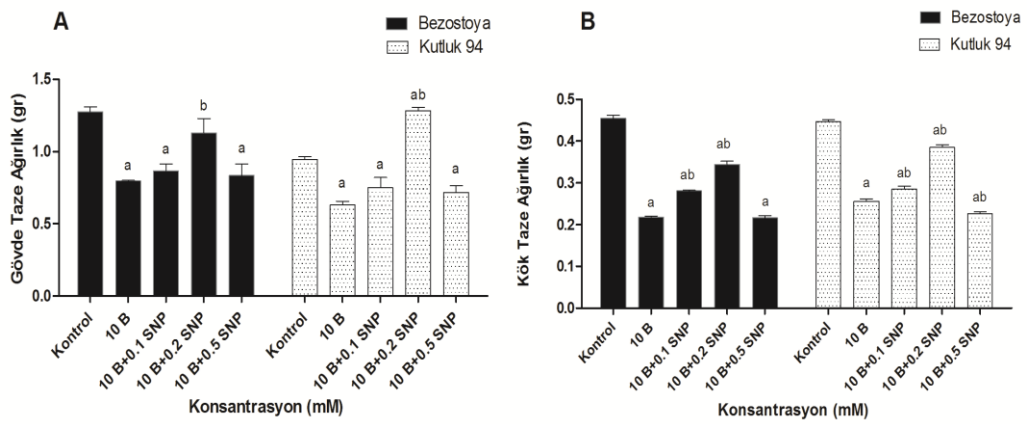 A
Bezostoya
Kutluk 94
Gövde Taze Ağırlık (gr)
1.5
1.0
0.5
0.0
a
a
b
a
a
a
ab
a
Kontrol
10 B
10 B+0.1 SNP
10 B+0.2 SNP
10 B+0.5 SNP
Kontrol
10 B
10 B+0.1 SNP
10 B+0.2 SNP
10 B+0.5 SNP
Konsantrasyon (mM)
B
Bezostoya
Kutluk 94
Kök Taze Ağırlık (gr)
0.5
0.4
0.3
0.2
0.1
0.0
a
ab
ab
a
a
ab
ab
ab
Kontrol
10 B
10 B+0.1 SNP
10 B+0.2 SNP
10 B+0.5 SNP
Kontrol
10 B
10 B+0.1 SNP
10 B+0.2 SNP
10 B+0.5 SNP
Konsantrasyon (mM)